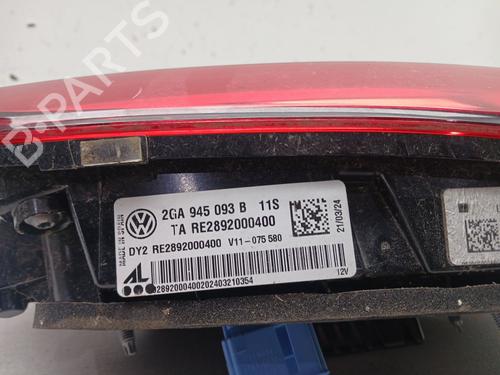 B-PARTS
2GA 945 093 B 11S
TA RE2892000400
DY2 RE2892000400 V11-075 580
MADE IN SPAIN
21/03/24
AL
2892000400202403210354
12V